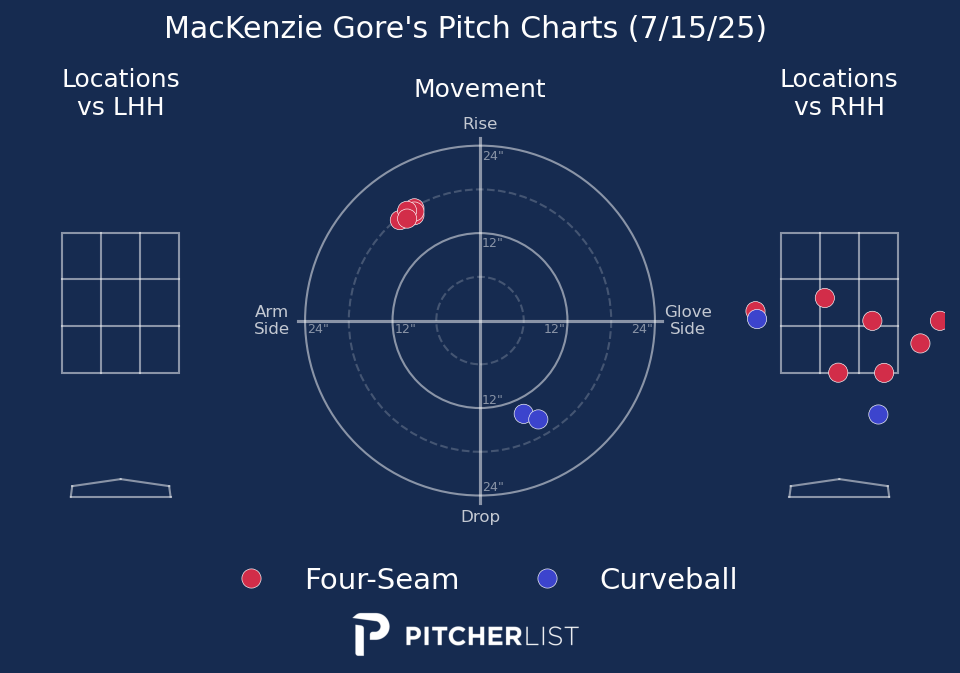 MacKenzie Gore's Pitch Charts (7/15/25)
Locations
vs LHH
Movement
Locations
vs RHH
Rise
24"
12"
Arm
Side
24"
12"
12"
24"
Glove
Side
12"
24"
Drop
Four-Seam
Curveball
PITCHERLIST